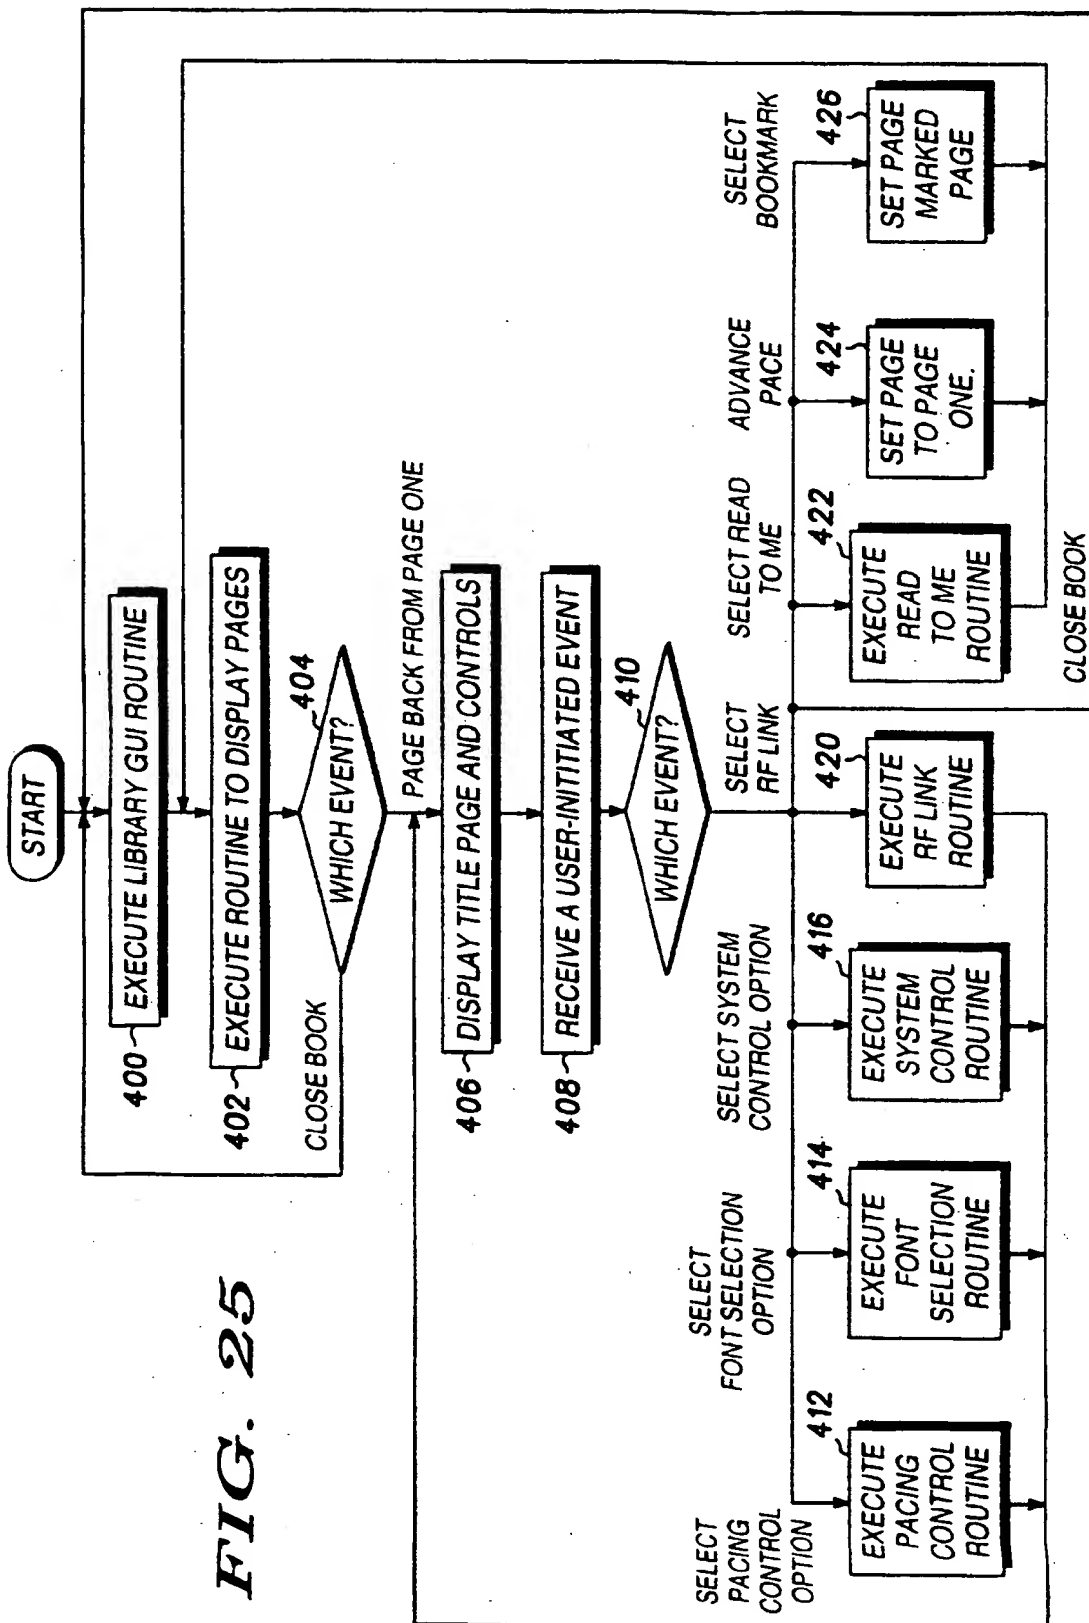 FIG. 25
START
400
EXECUTE LIBRARY GUI ROUTINE
402
EXECUTE ROUTINE TO DISPLAY PAGES
404
WHICH EVENT?
CLOSE BOOK
PAGE BACK FROM PAGE ONE
406
DISPLAY TITLE PAGE AND CONTROLS
408
RECEIVE A USER-INITITATED EVENT
410
WHICH EVENT?
SELECT
PACING
CONTROL
OPTION
412
EXECUTE
PACING
CONTROL
ROUTINE
SELECT
FONT SELECTION
OPTION
414
EXECUTE
FONT
SELECTION
ROUTINE
SELECT SYSTEM
CONTROL OPTION
416
EXECUTE
SYSTEM
CONTROL
ROUTINE
SELECT
RF LINK
420
EXECUTE
RF LINK
ROUTINE
SELECT READ
TO ME
422
EXECUTE
READ
TO ME
ROUTINE
ADVANCE
PACE
424
SET PAGE
TO PAGE
ONE.
SELECT
BOOKMARK
426
SET PAGE
MARKED
PAGE
CLOSE BOOK